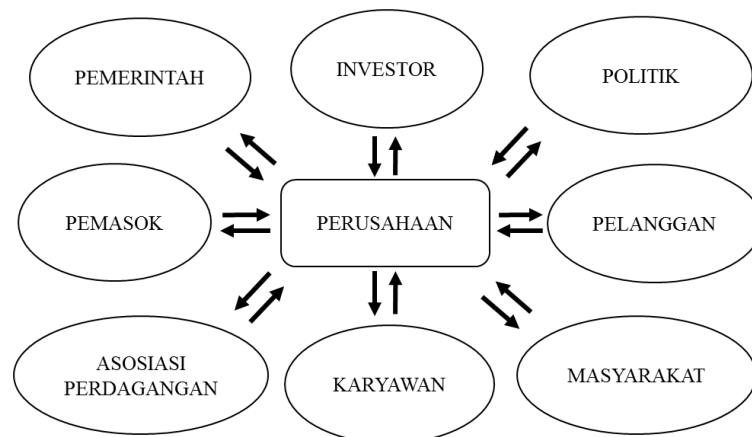 PEMERINTAH
INVESTOR
POLITIK
PEMASOK
PERUSAHAAN
PELANGGAN
ASOSIASI
PERDAGANGAN
KARYAWAN
MASYARAKAT